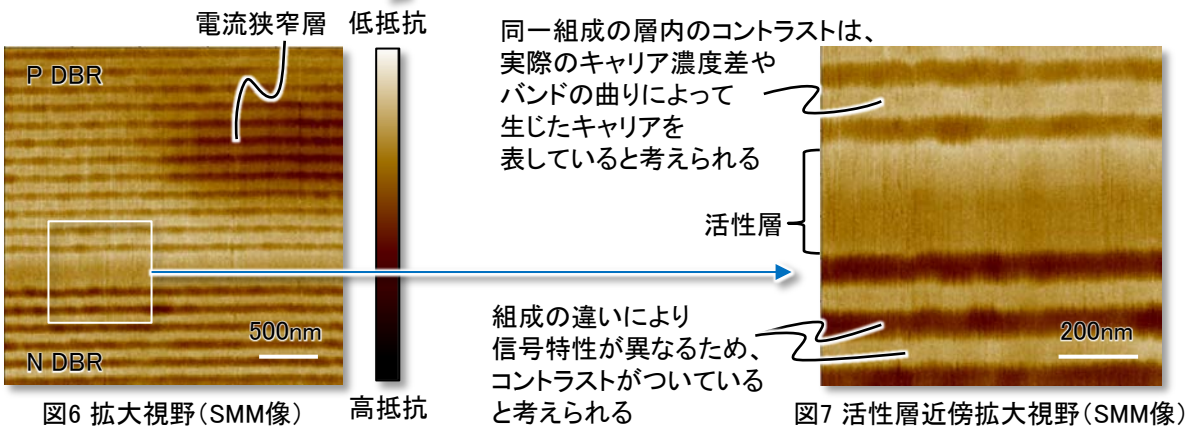 電流狭窄層
低抵抗
P DBR
500nm
N DBR
図6 拡大視野（SMM像）
高抵抗
同一組成の層内のコントラストは、
実際のキャリア濃度差や
バンドの曲りによって
生じたキャリアを
表していると考えられる
活性層
組成の違いにより
信号特性が異なるため、
コントラストがついている
と考えられる
200nm
図7 活性層近傍拡大視野（SMM像）